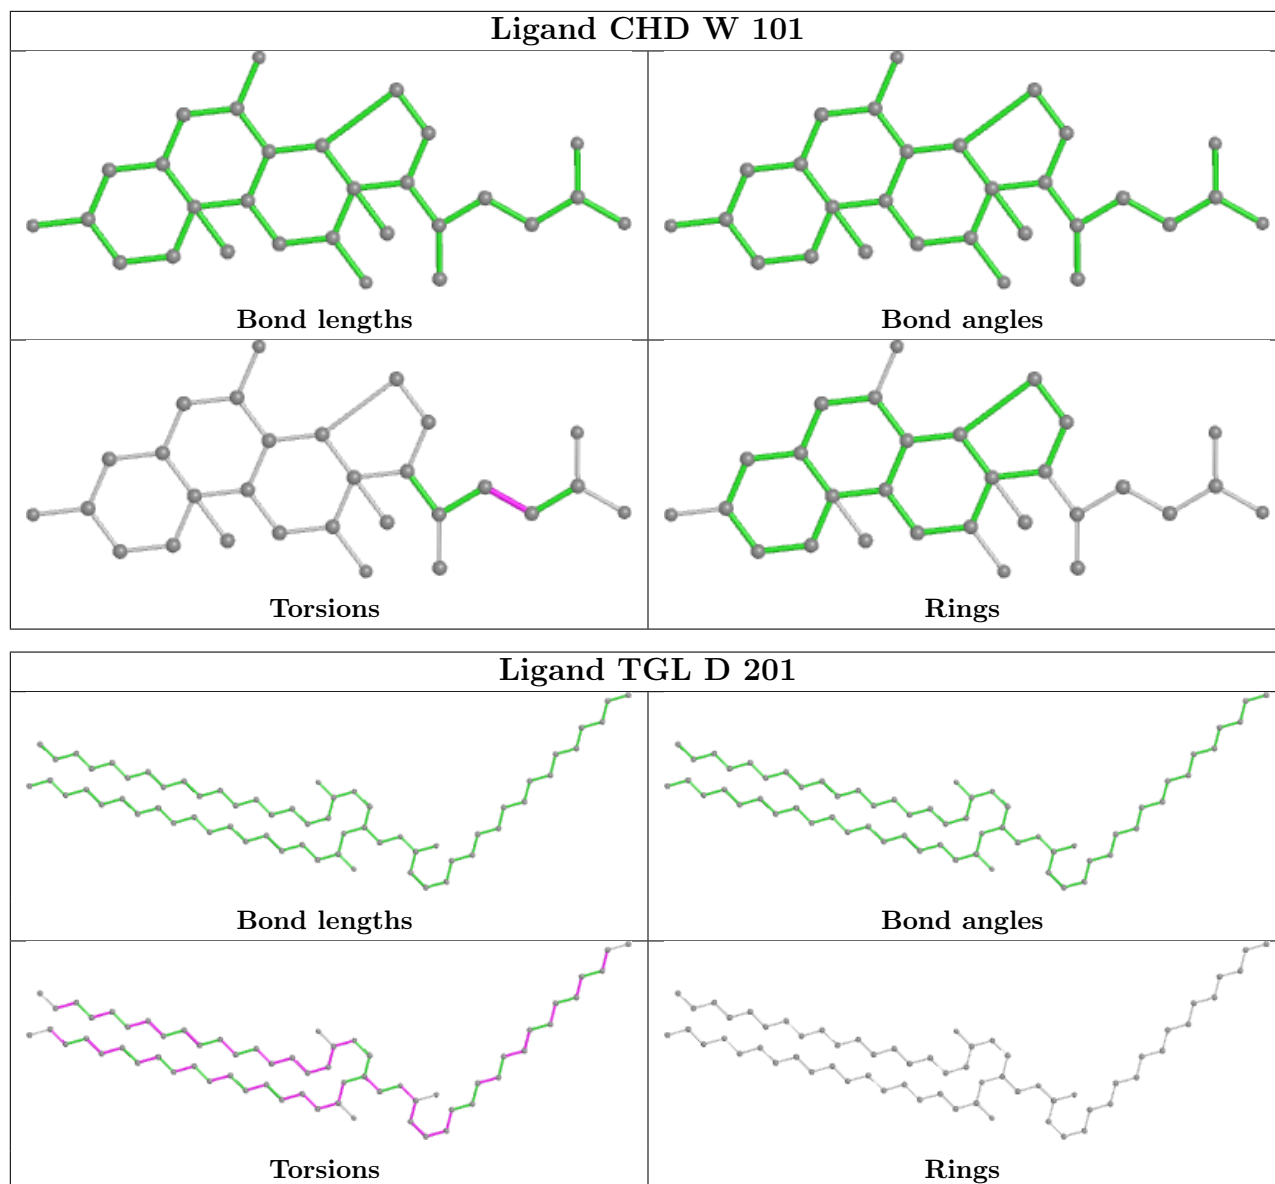 Ligand CHD W 101
Bond lengths
Bond angles
Torsions
Rings
Ligand TGL D 201
Bond lengths
Bond angles
Torsions
Rings